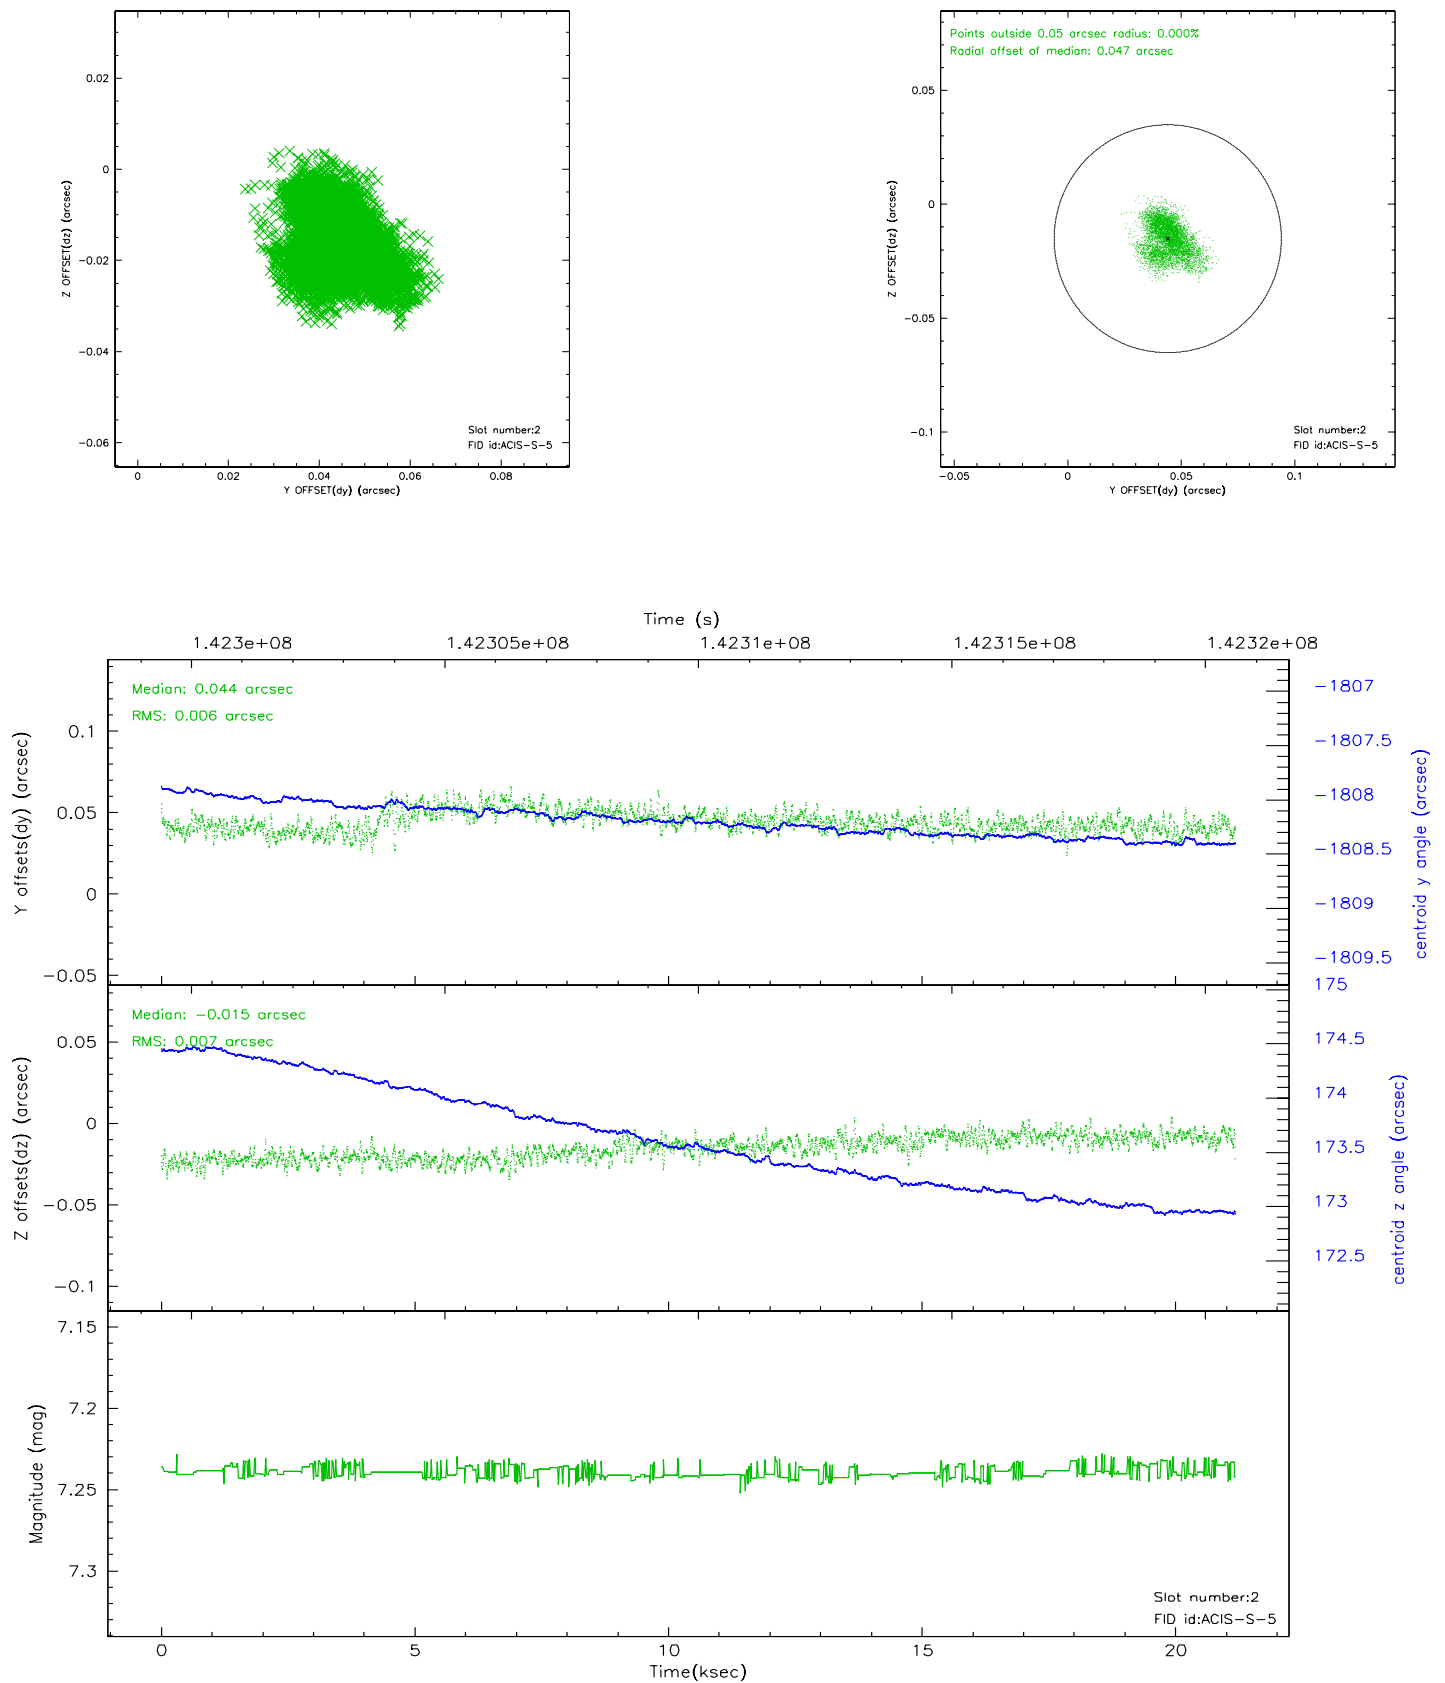 0.02
0
-0.02
-0.04
-0.06
Z OFFSET(dz) (arcsec)
Slot number:2
FID id:ACIS-S-5
0
0.02
0.04
0.06
0.08
Y OFFSET(dy) (arcsec)
Points outside 0.05 arcsec radius: 0.000%
Radial offset of median: 0.047 arcsec
0.05
0
-0.05
-0.1
Z OFFSET(dz) (arcsec)
Slot number:2
FID id:ACIS-S-5
-0.05
0
0.05
0.1
Y OFFSET(dy) (arcsec)
Time (s)
1.423e+08
1.42305e+08
1.4231e+08
1.42315e+08
1.4232e+08
Median: 0.044 arcsec
RMS: 0.006 arcsec
0.1
0.05
0
-0.05
Y offsets(dy) (arcsec)
-1807
-1807.5
-1808
-1808.5
-1809
-1809.5
centroid y angle (arcsec)
Median: -0.015 arcsec
RMS: 0.007 arcsec
0.05
0
-0.05
-0.1
Z offsets(dz) (arcsec)
175
174.5
174
173.5
173
172.5
centroid z angle (arcsec)
7.15
7.2
7.25
7.3
Magnitude (mag)
Slot number:2
FID id:ACIS-S-5
0
5
10
15
20
Time(ksec)